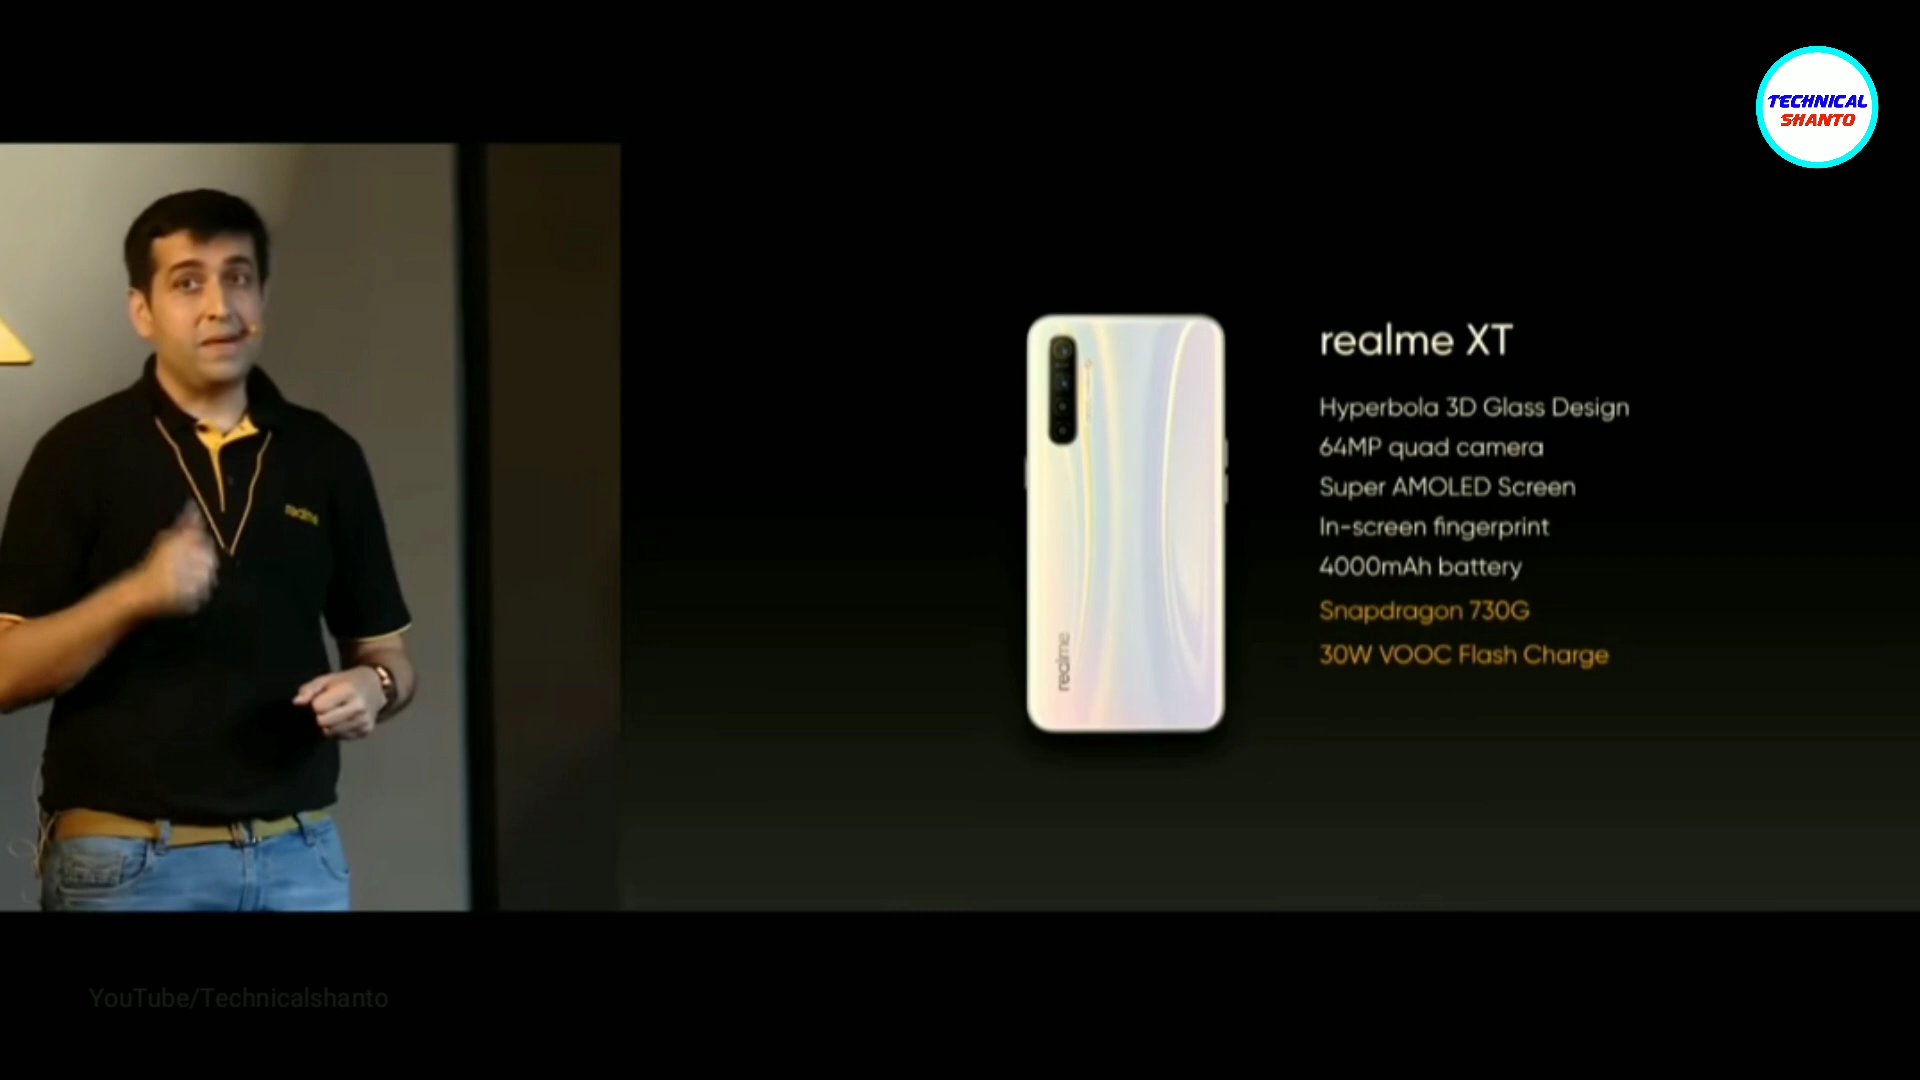 TECHNICAL
SHANTO
realme XT
Hyperbola 3D Glass Design
64MP quad camera
Super AMOLED Screen
In-screen fingerprint
4000mAh battery
Snapdragon 730G
30W VOOC Flash Charge
realme
realme
YouTube/Technicalshanto